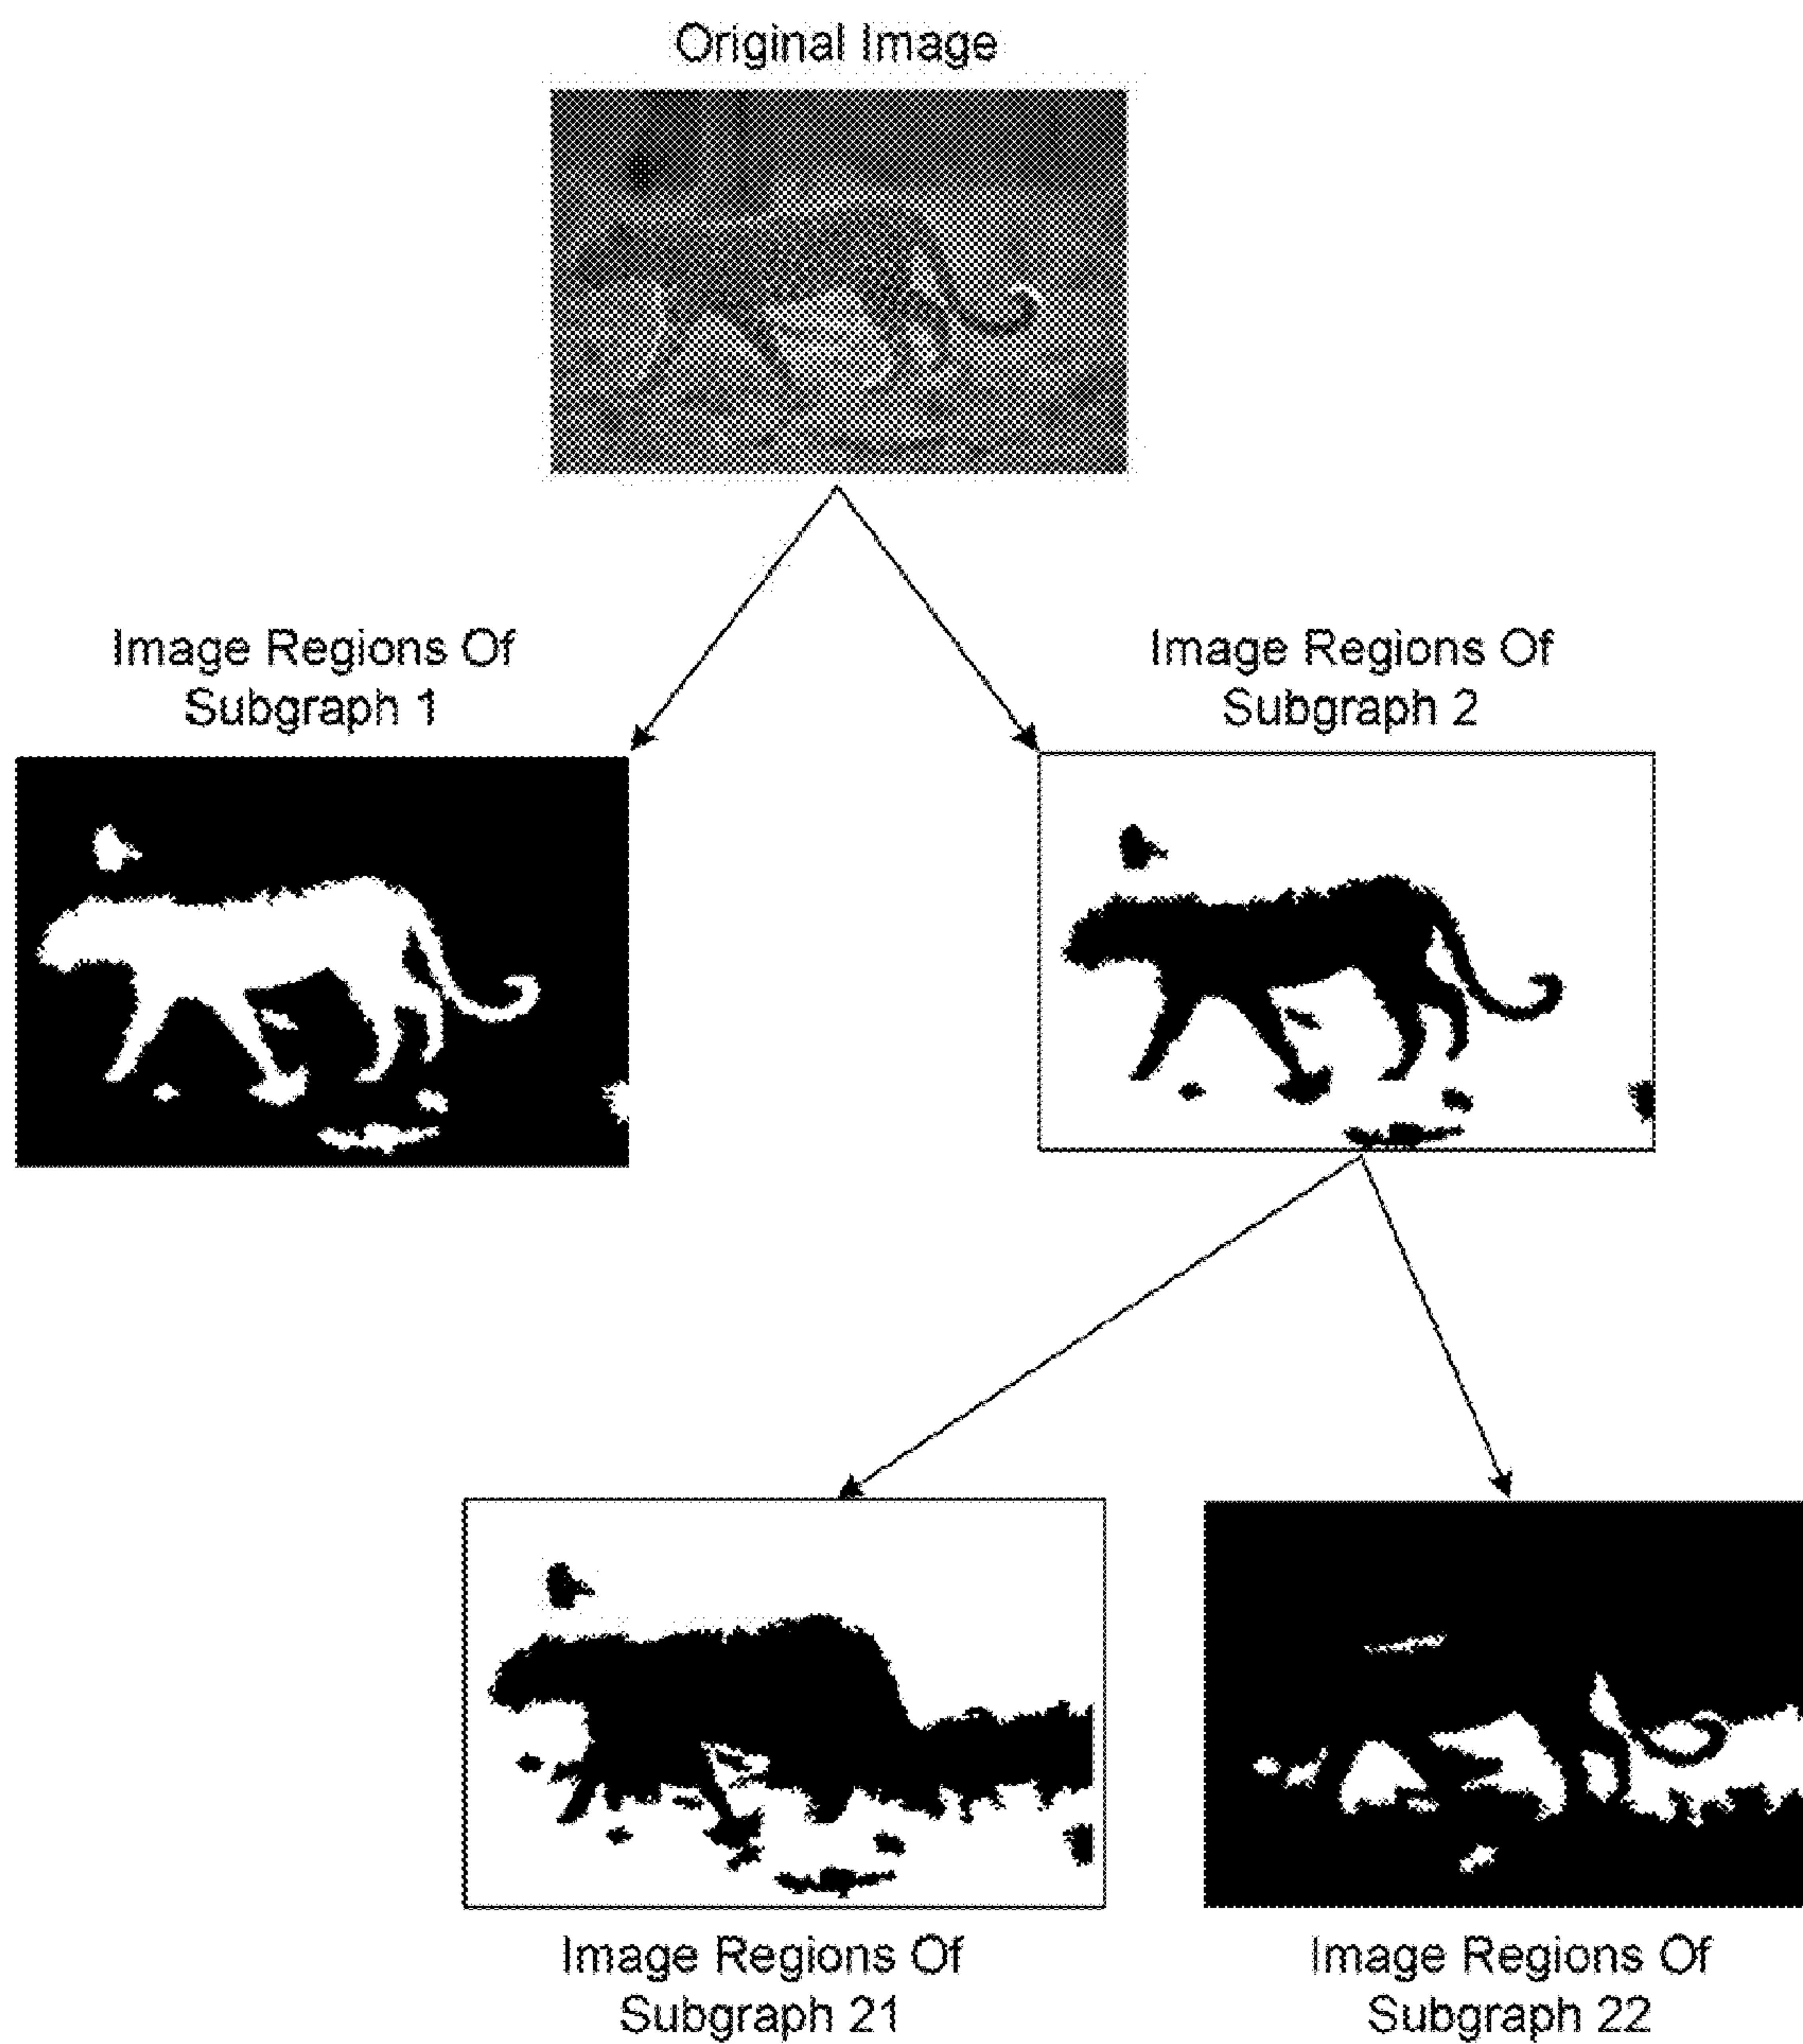 Original Image
Image Regions Of
Subgraph 1
Image Regions Of
Subgraph 2
Image Regions Of
Subgraph 21
Image Regions Of
Subgraph 22